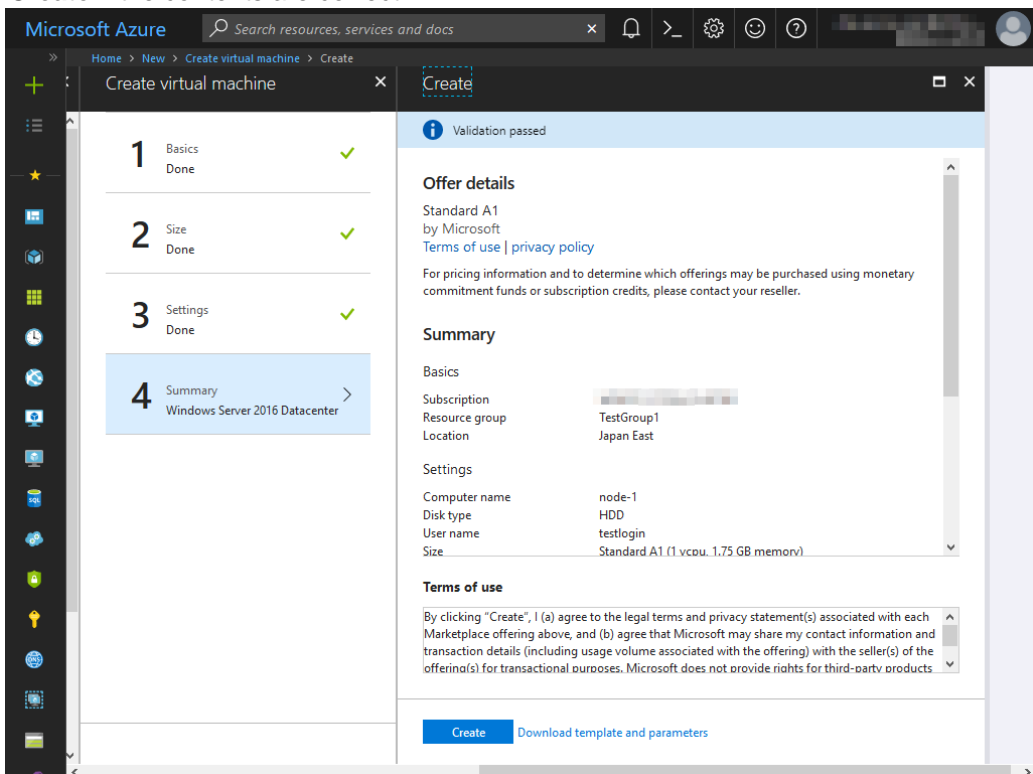 Microsoft Azure
Search resources, services and docs
Home > New > Create virtual machine > Create
Create virtual machine
Create
Validation passed
1
Basics
Done
2
Size
Done
3
Settings
Done
4
Summary
Windows Server 2016 Datacenter
Offer details
Standard A1
by Microsoft
Terms of use | privacy policy
For pricing information and to determine which offerings may be purchased using monetary
commitment funds or subscription credits, please contact your reseller.
Summary
Basics
Subscription
Resource group TestGroup1
Location Japan East
Settings
Computer name node-1
Disk type HDD
User name testlogin
Size Standard A1 (1 vcpu, 1.75 GB memory)
Terms of use
By clicking "Create", I (a) agree to the legal terms and privacy statement(s) associated with each
Marketplace offering above, and (b) agree that Microsoft may share my contact information and
transaction details (including usage volume associated with the offering) with the seller(s) of the
offering(s) for transactional purposes. Microsoft does not provide rights for third-party products
Create Download template and parameters